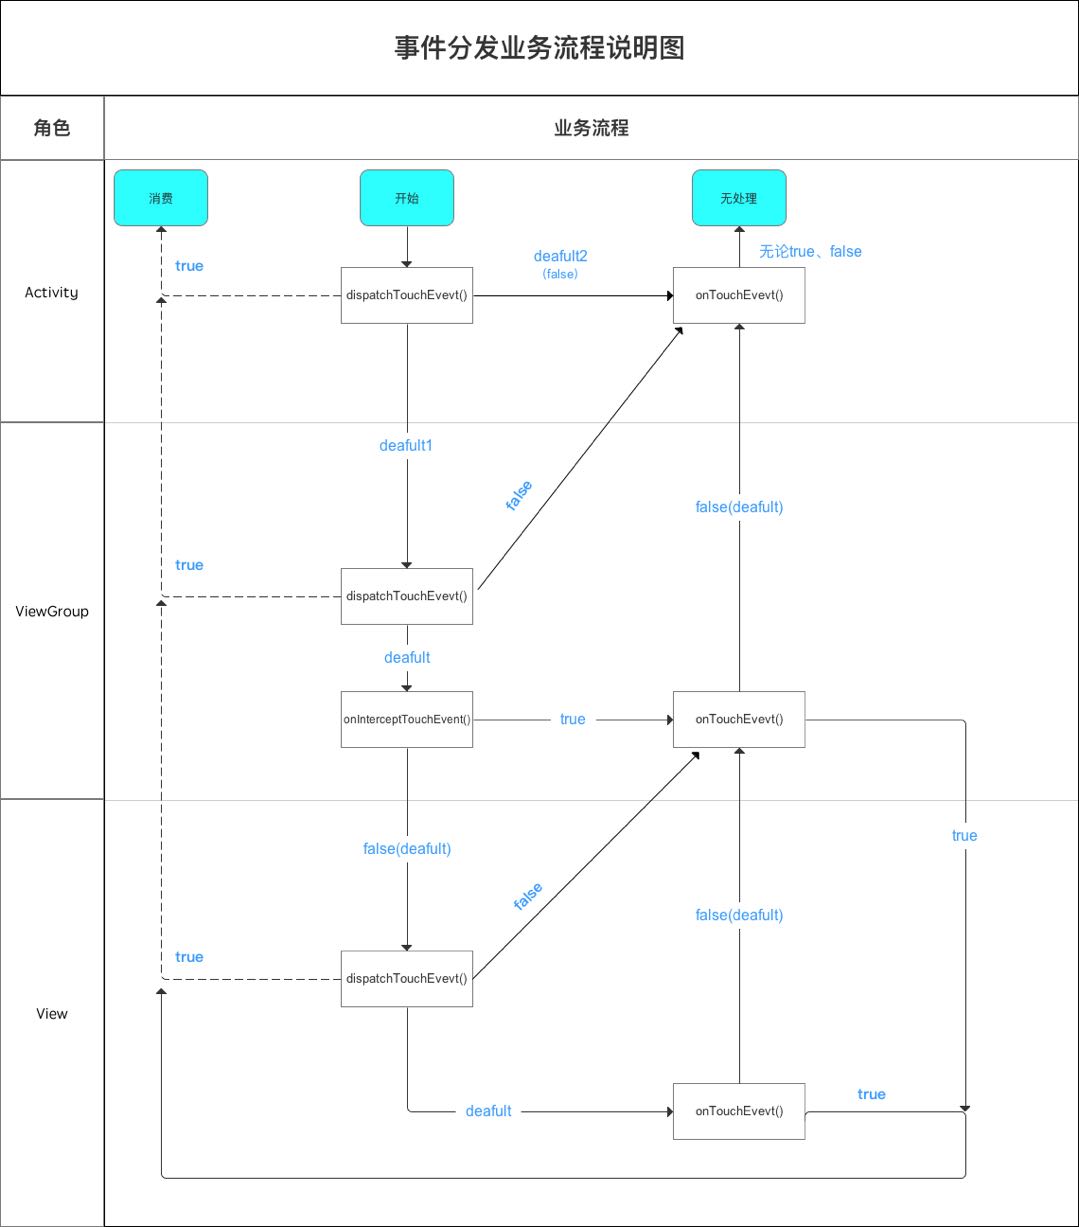 事件分发业务流程说明图
角色
业务流程
消费
开始
无处理
true
deafult2
(false)
无论true、false
Activity
dispatchTouchEvevt()
onTouchEvevt()
deafult1
false
false(deafult)
true
dispatchTouchEvevt()
ViewGroup
deafult
onInterceptTouchEvent()
true
onTouchEvevt()
true
false(deafult)
false
false(deafult)
true
dispatchTouchEvevt()
View
deafult
onTouchEvevt()
true